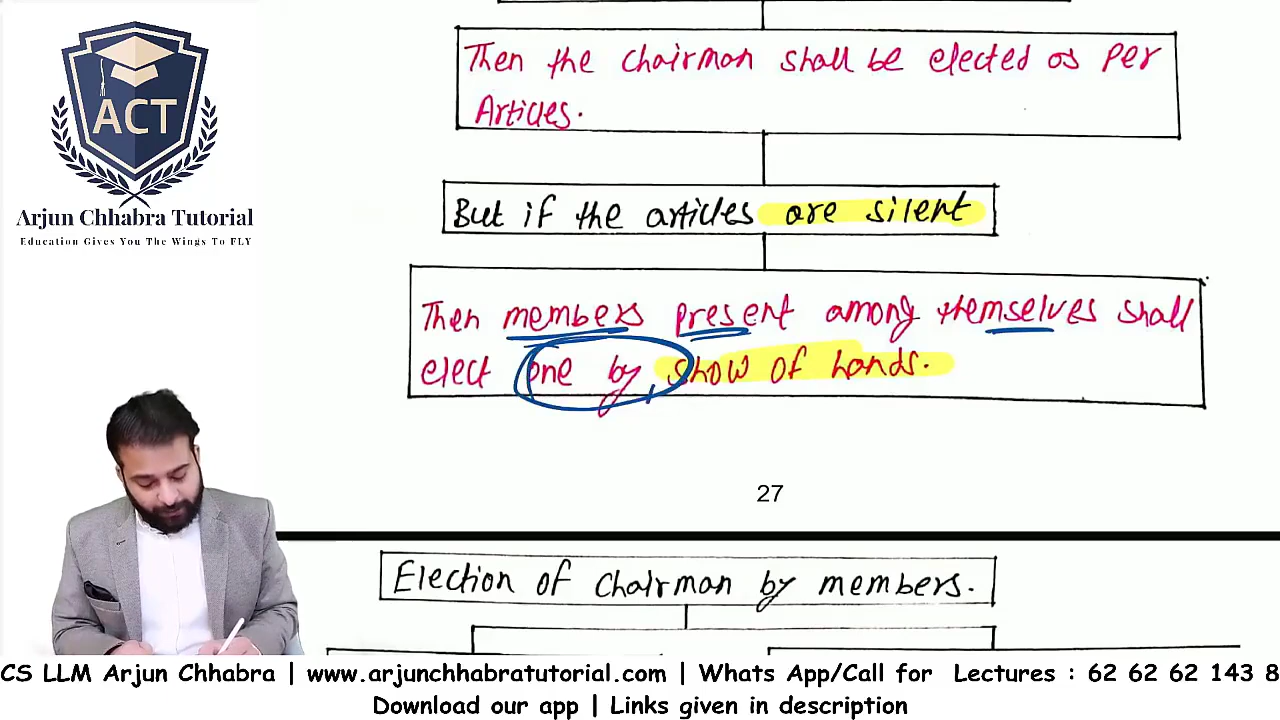 ACT
Arjun Chhabra Tutorial
Education Gives You The Wings To FLY
Then the chairman shall be elected as per
Articles.
But if the articles are silent
Then members present among themselves shall
elect one by show of hands.
27
Election of chairman by members.
CS LLM Arjun Chhabra | www.arjunchhabratutorial.com | Whats App/Call for Lectures : 62 62 62 143 8
Download our app | Links given in description